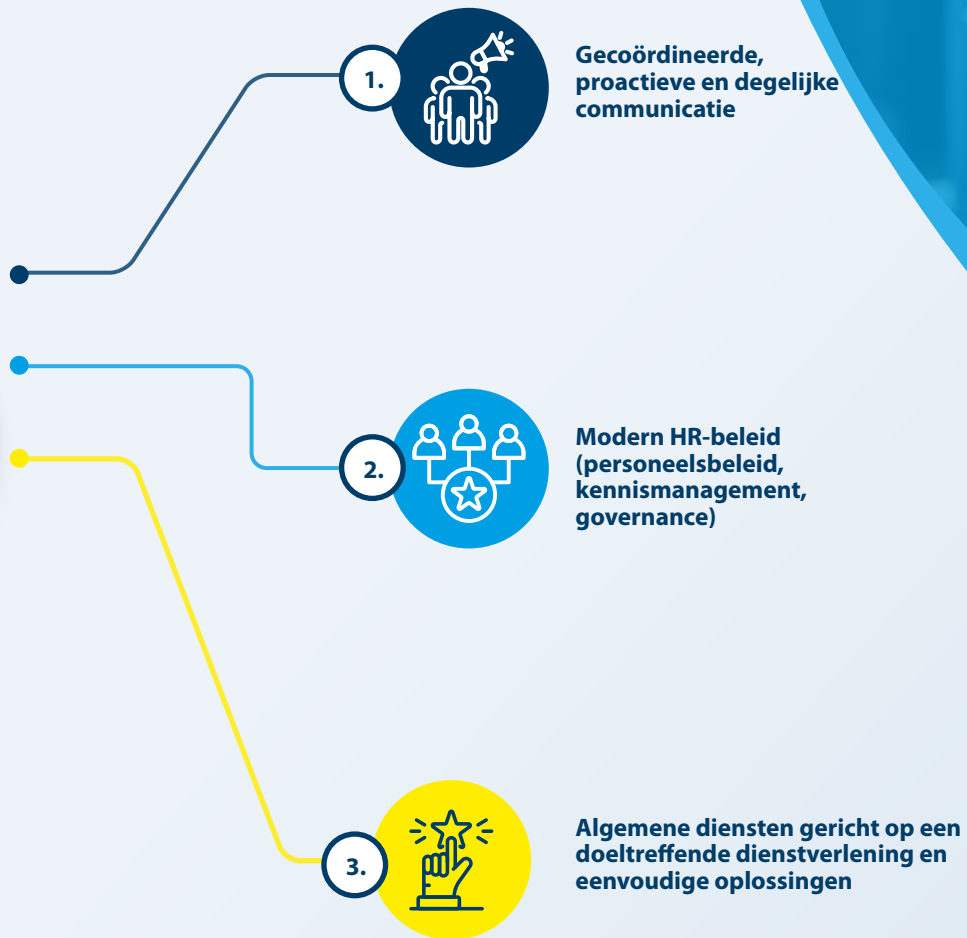 1.
Gecoördineerde,
proactieve en degelijke
communicatie
2.
Modern HR-beleid
(personeelsbeleid,
kennismanagement,
governance)
3.
Algemene diensten gericht op een
doeltreffende dienstverlening en
eenvoudige oplossingen